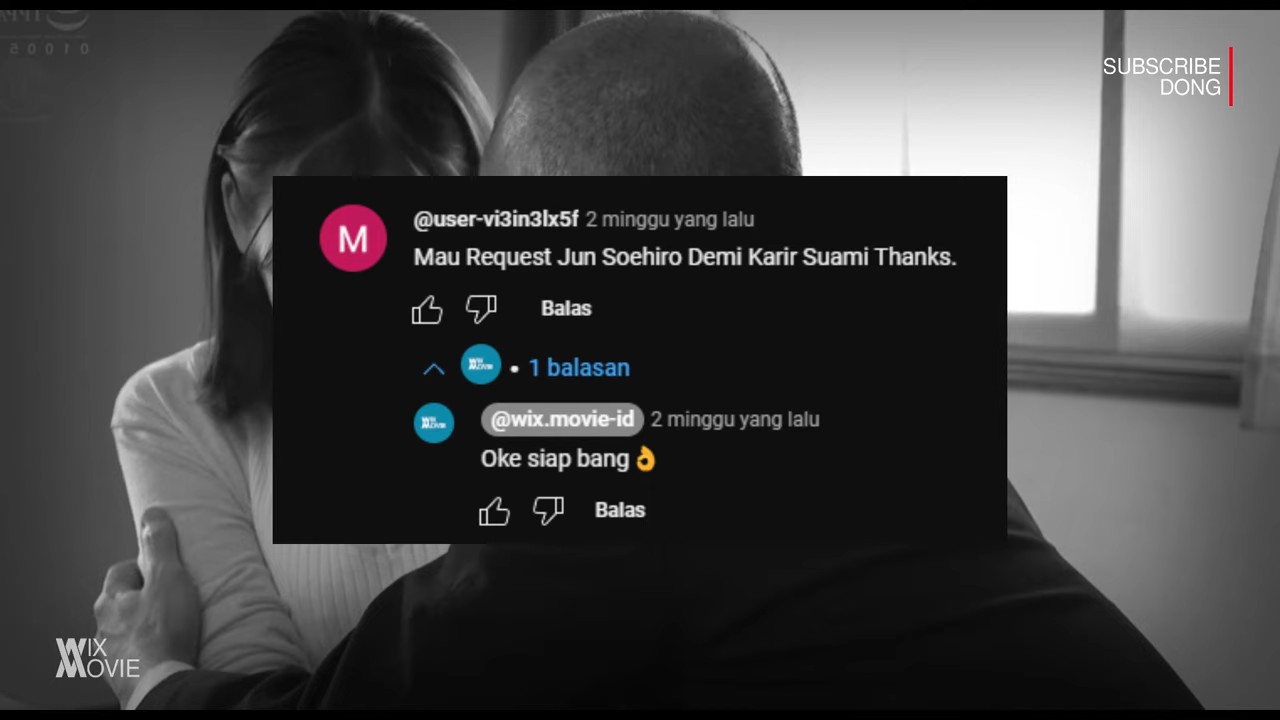 SUBSCRIBE
DONG
M
@user-vi3in3lx5f 2 minggu yang lalu
Mau Request Jun Soehiro Demi Karir Suami Thanks.
Balas
• 1 balasan
@wix.movie-id 2 minggu yang lalu
Oke siap bang👌
Balas
WIX
MOVIE